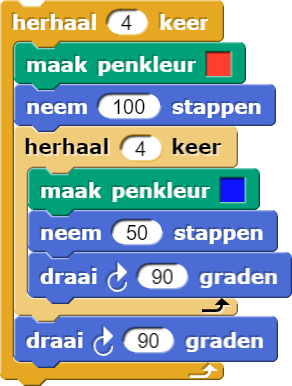 herhaal 4 keer
maak penkleur
neem 100 stappen
herhaal 4 keer
maak penkleur
neem 50 stappen
draai 90 graden
draai 90 graden